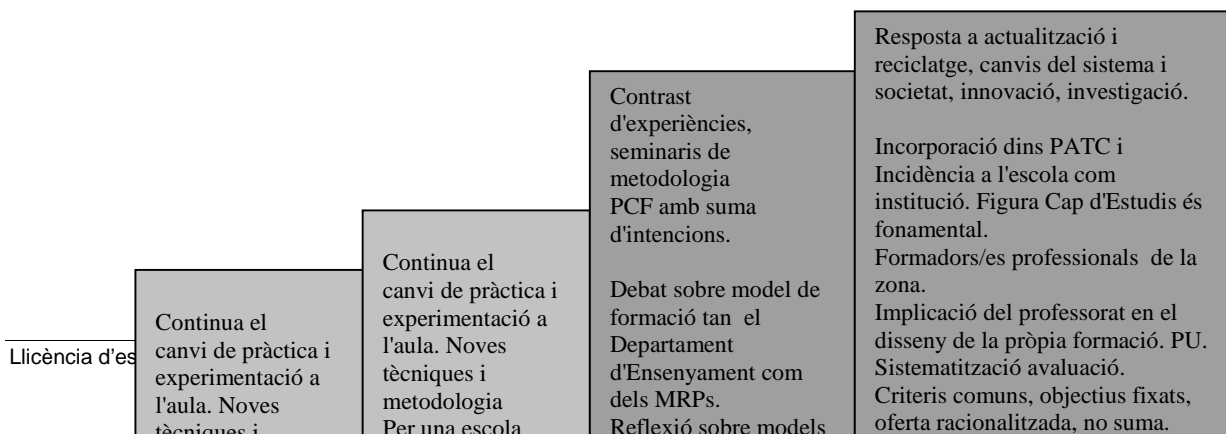 Llicència d'es
Continua el
canvi de pràctica i
experimentació a
l'aula. Noves
tècniques i
Continua el
canvi de pràctica i
experimentació a
l'aula. Noves
tècniques i
metodologia
Per una escola
Contrast
d'experiències,
seminaris de
metodologia
PCF amb suma
d'intencions.
Debat sobre model de
formació tan el
Departament
d'Ensenyament com
dels MRPs.
Reflexió sobre models
Resposta a actualització i
reciclatge, canvis del sistema i
societat, innovació, investigació.
Incorporació dins PATC i
Incidència a l'escola com
institució. Figura Cap d'Estudis és
fonamental.
Formadors/es professionals de la
zona.
Implicació del professorat en el
disseny de la pròpia formació. PU.
Sistematització avaluació.
Criteris comuns, objectius fixats,
oferta racionalitzada, no suma.